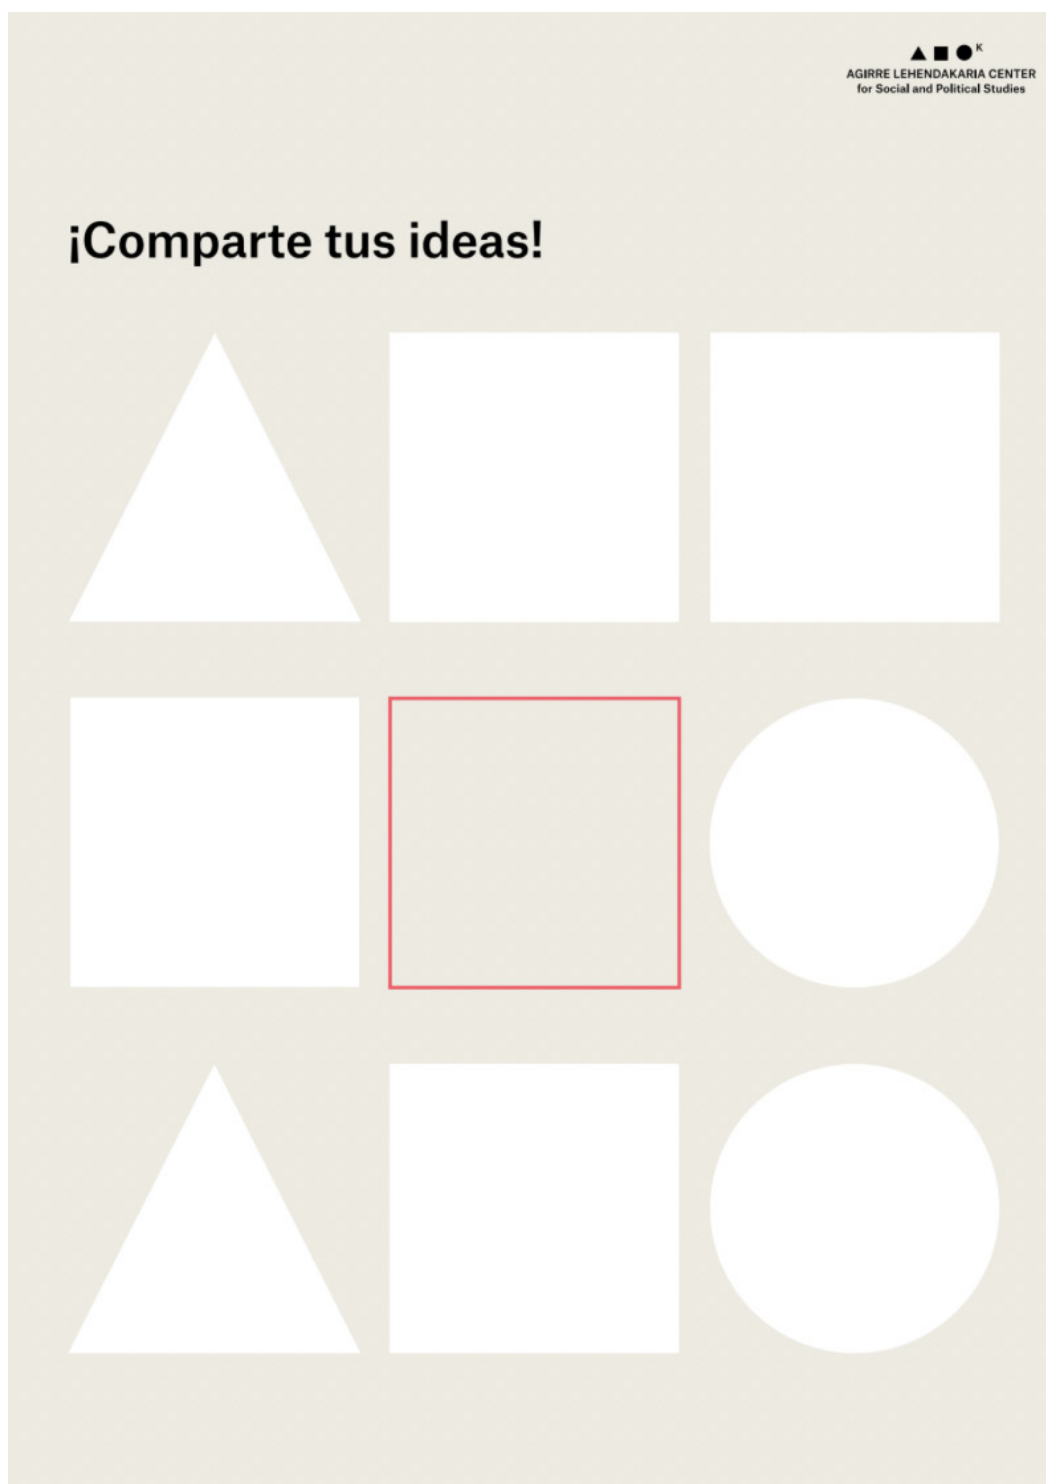 K
AGIRRE LEHENDAKARIA CENTER
for Social and Political Studies
¡Comparte tus ideas!